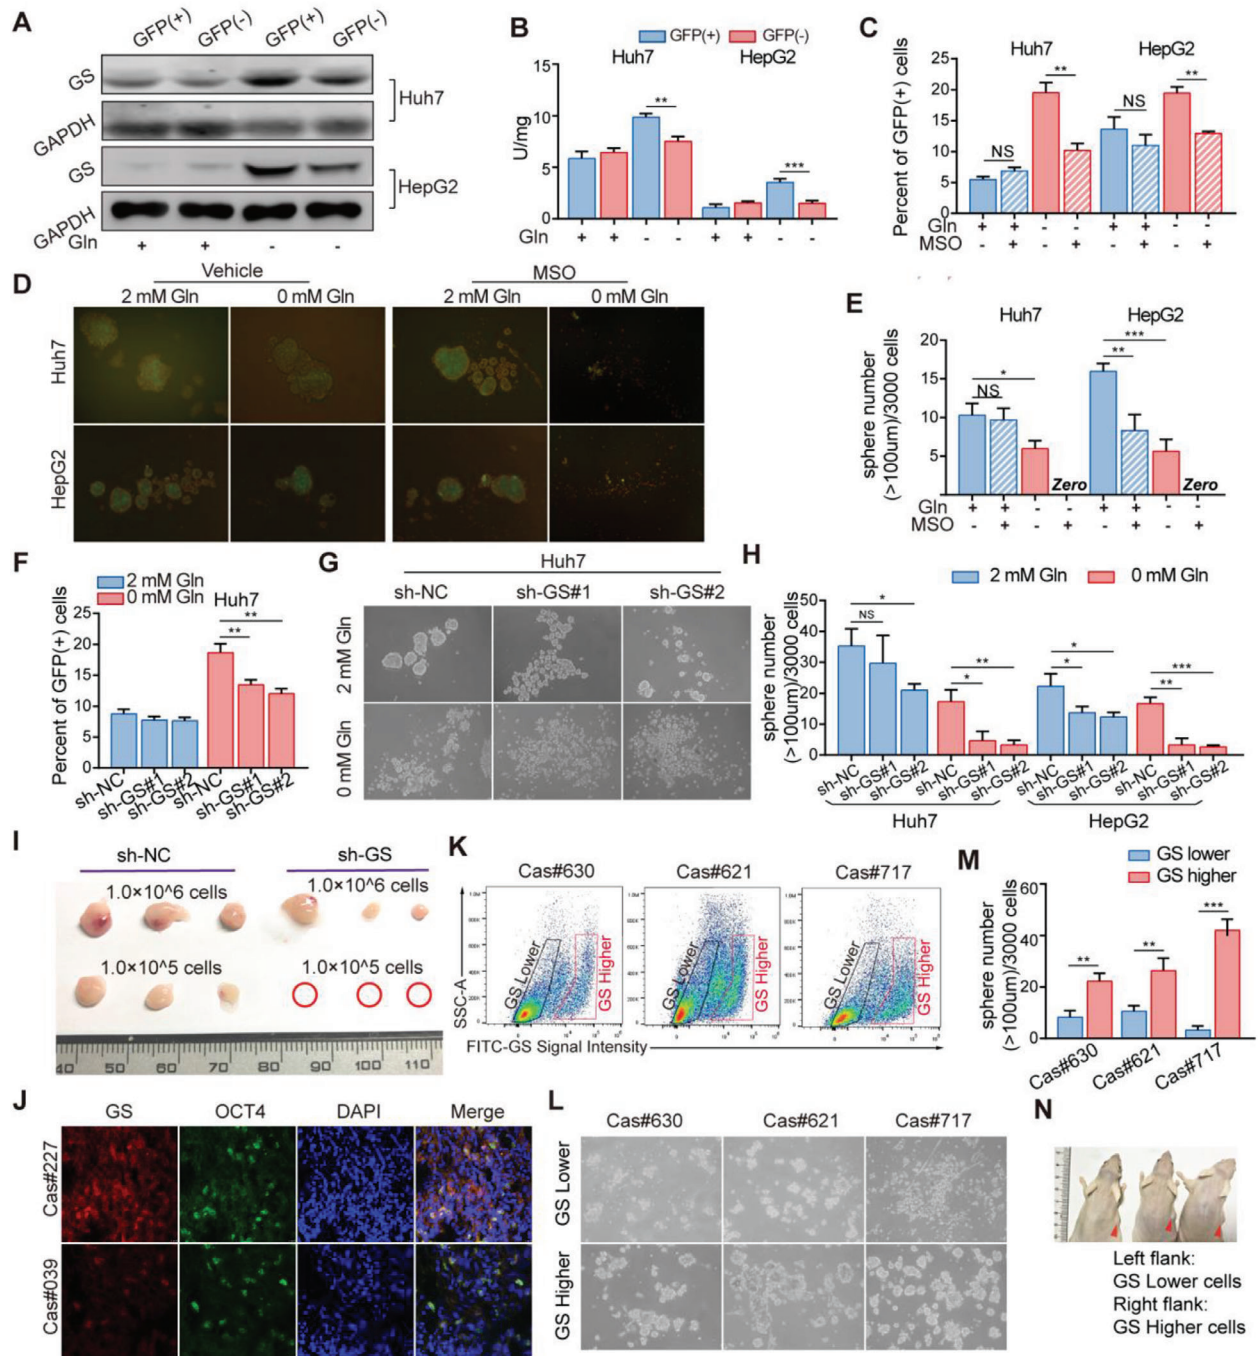 A
GFP(+) GFP(-) GFP(+) GFP(-)
GS
GAPDH
Huh7
GS
GAPDH
HepG2
Gln + + - -
B
GFP(+) GFP(-)
Huh7 HepG2
U/mg
15
10
5
0
** ***
Gln + + - - + + - -
C
Huh7 HepG2
Percent of GFP(+) cells
25
20
15
10
5
0
NS ** NS **
Gln + + - - + + - -
MSO - + - + - + - +
D
Vehicle MSO
2 mM Gln 0 mM Gln 2 mM Gln 0 mM Gln
Huh7
HepG2
E
Huh7 HepG2
sphere number
(>100um)/3000 cells
20
15
10
5
NS * ** ***
Zero Zero
Gln + + - - + + - -
MSO - + - + - + - +
F
2 mM Gln
0 mM Gln
Huh7
Percent of GFP(+) cells
25
20
15
10
5
0
** **
sh-NC sh-GS#1 sh-GS#2 sh-NC sh-GS#1 sh-GS#2
G
Huh7
sh-NC sh-GS#1 sh-GS#2
2 mM Gln
0 mM Gln
H
2 mM Gln 0 mM Gln
sphere number
(>100um)/3000 cells
50
40
30
20
10
0
NS * * ** * * ** ***
sh-NC sh-GS#1 sh-GS#2 sh-NC sh-GS#1 sh-GS#2 sh-NC sh-GS#1 sh-GS#2 sh-NC sh-GS#1 sh-GS#2
Huh7 HepG2
I
sh-NC sh-GS
1.0×10^6 cells 1.0×10^6 cells
1.0×10^5 cells 1.0×10^5 cells
40 50 60 70 80 90 100 110
J
GS OCT4 DAPI Merge
Cas#227
Cas#039
K
Cas#630 Cas#621 Cas#717
SSC-A
GS Lower GS Higher GS Lower GS Higher GS Lower GS Higher
FITC-GS Signal Intensity
L
Cas#630 Cas#621 Cas#717
GS Lower
GS Higher
M
GS lower
GS higher
sphere number
(>100um)/3000 cells
60
40
20
0
** ** ***
Cas#630 Cas#621 Cas#717
N
Left flank:
GS Lower cells
Right flank:
GS Higher cells